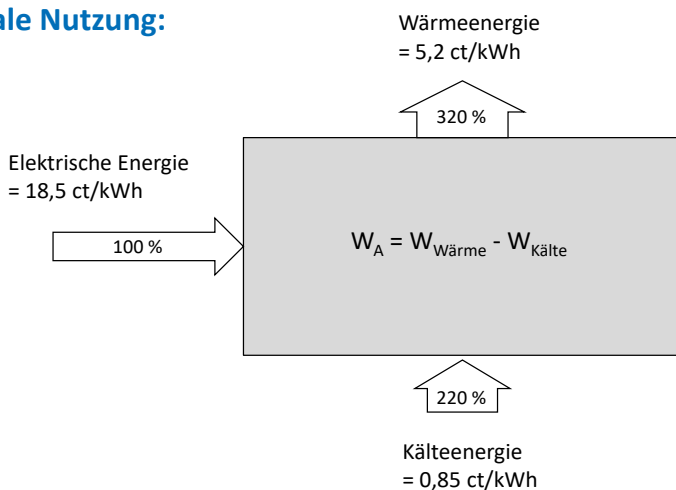 ale Nutzung:
Wärmeenergie
= 5,2 ct/kWh
320 %
Elektrische Energie
= 18,5 ct/kWh
100 %
W_A = W_Wärme - W_Kälte
220 %
Kälteenergie
= 0,85 ct/kWh